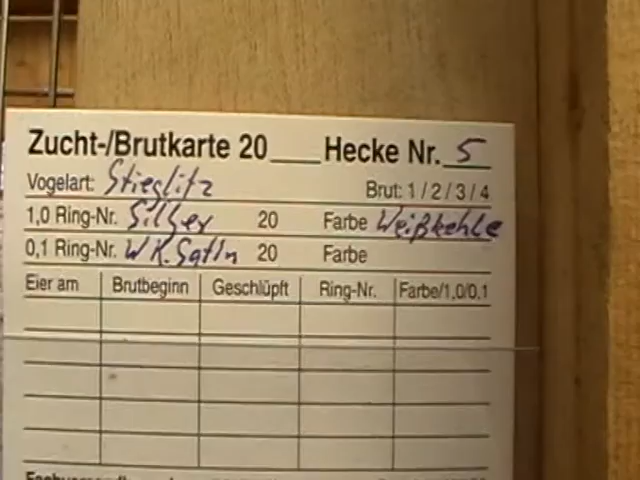 Zucht-/Brutkarte 20___ Hecke Nr. 5
Vogelart: Stieglitz Brut: 1 / 2 / 3 / 4
1,0 Ring-Nr. Silber 20 Farbe Weißkehle
0,1 Ring-Nr. WK. Satin 20 Farbe
Eier am Brutbeginn Geschlüpft Ring-Nr. Farbe/1,0/0,1